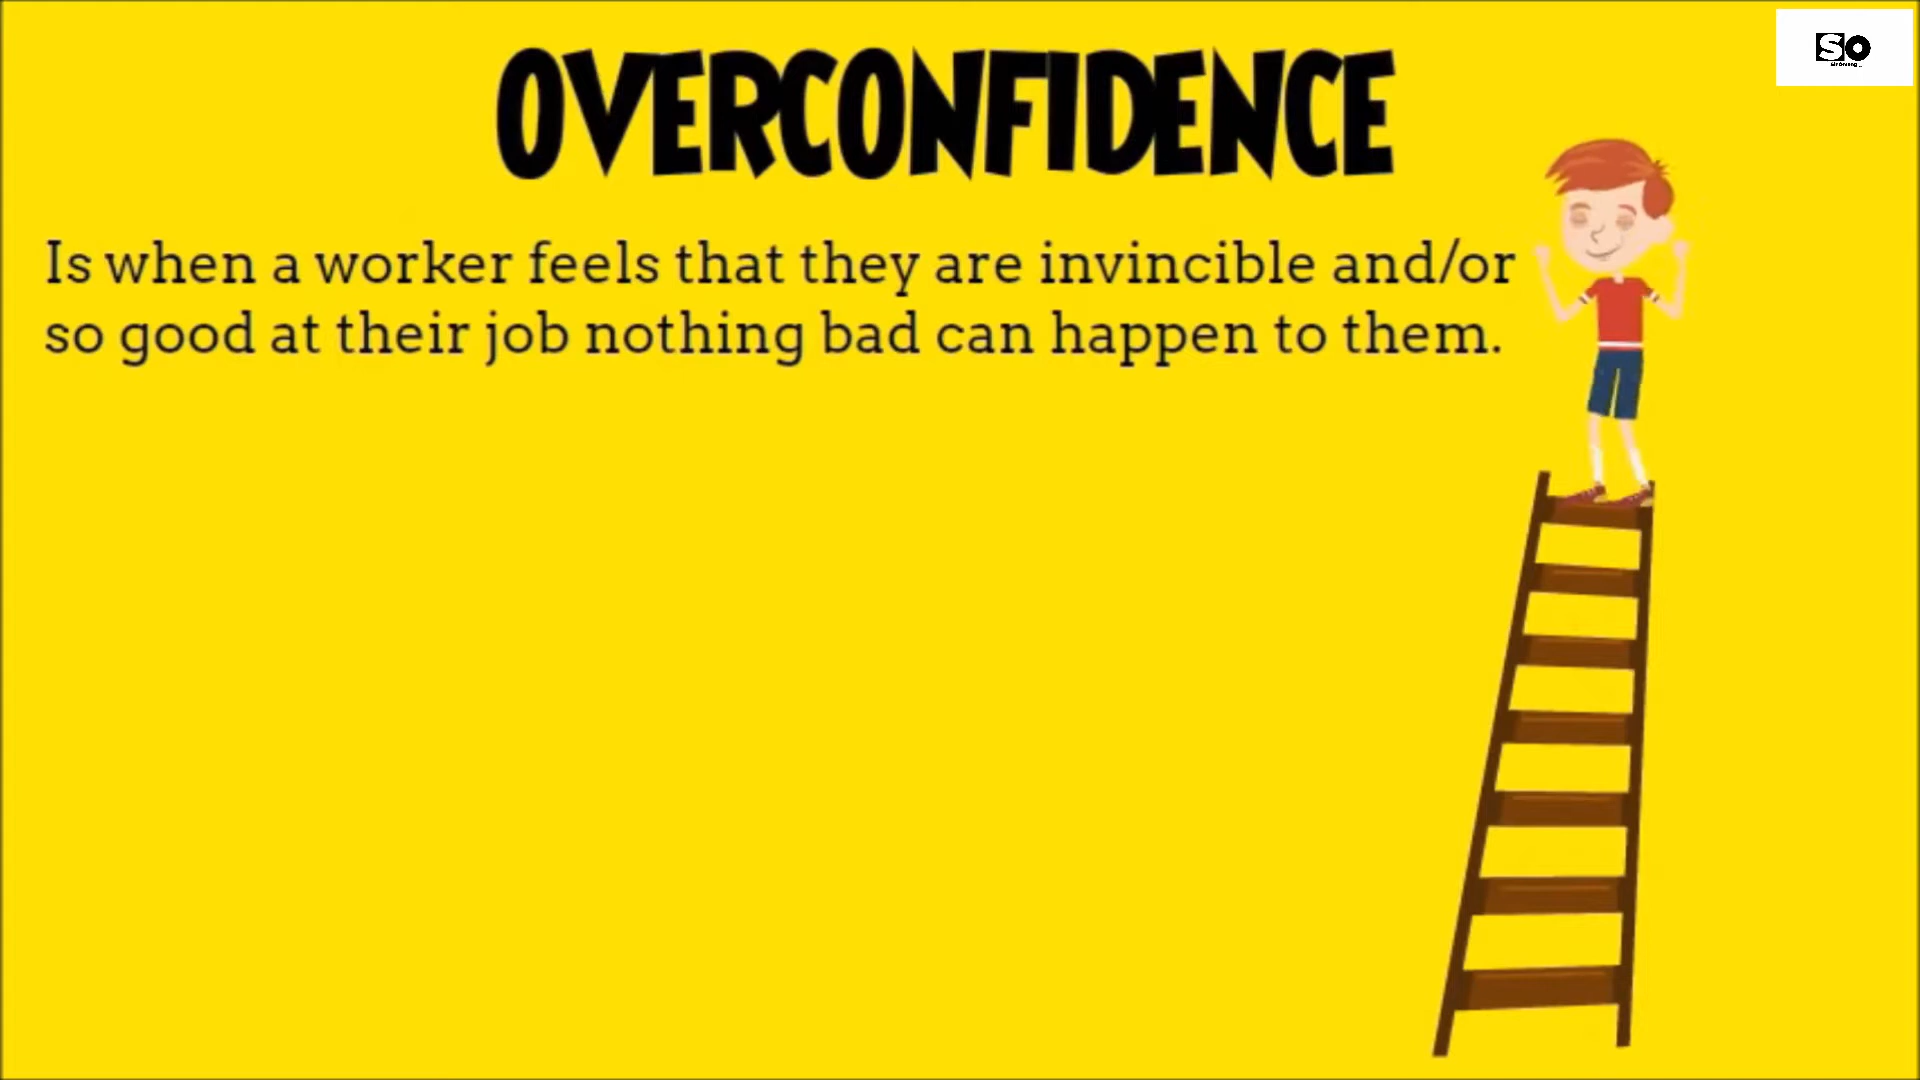 OVERCONFIDENCE
Is when a worker feels that they are invincible and/or
so good at their job nothing bad can happen to them.
SO